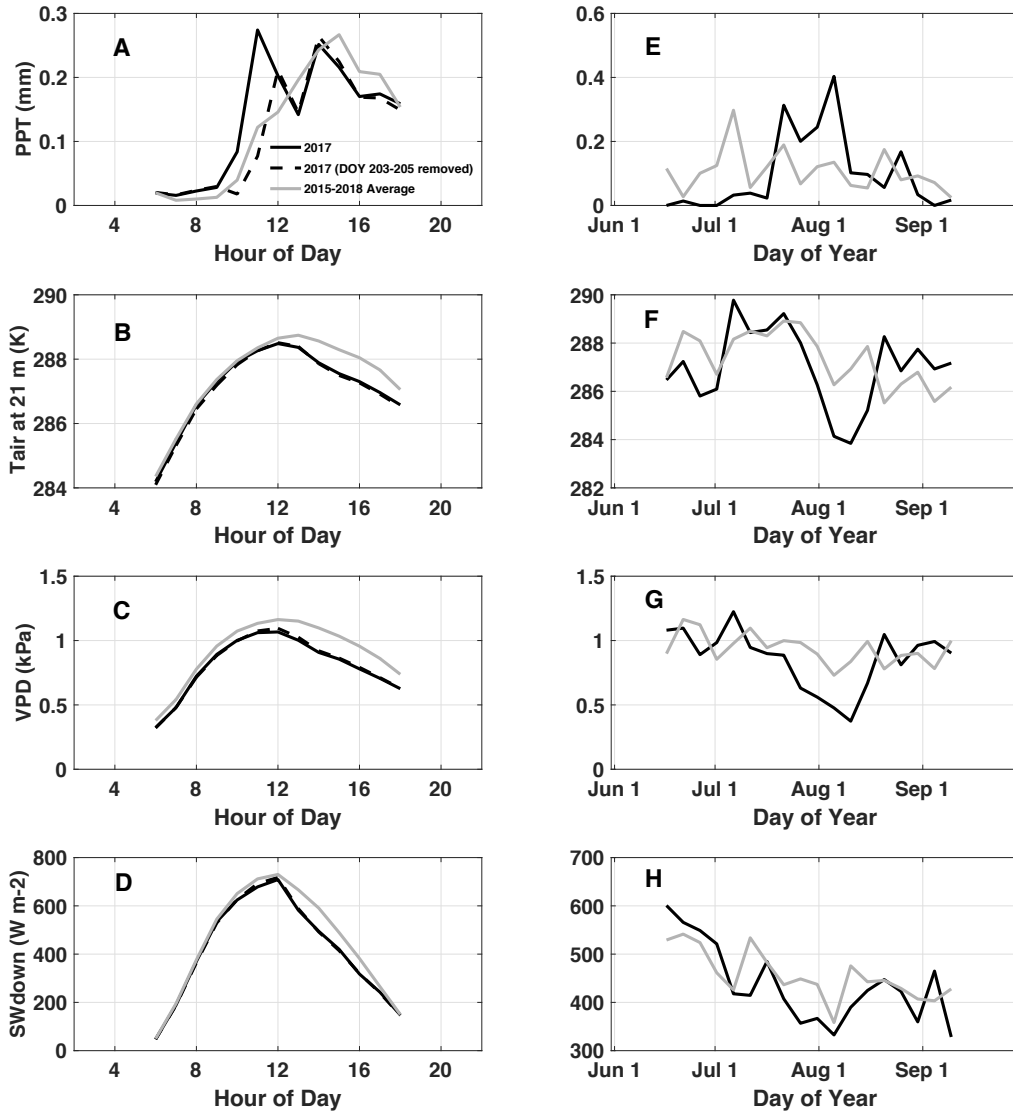 A
PPT (mm)
0.3
0.2
0.1
0
2017
2017 (DOY 203-205 removed)
2015-2018 Average
4 8 12 16 20
Hour of Day
E
0.6
0.4
0.2
0
Jun 1 Jul 1 Aug 1 Sep 1
Day of Year
B
Tair at 21 m (K)
290
288
286
284
4 8 12 16 20
Hour of Day
F
290
288
286
284
282
Jun 1 Jul 1 Aug 1 Sep 1
Day of Year
C
VPD (kPa)
1.5
1
0.5
0
4 8 12 16 20
Hour of Day
G
1.5
1
0.5
0
Jun 1 Jul 1 Aug 1 Sep 1
Day of Year
D
SWdown (W m-2)
800
600
400
200
0
4 8 12 16 20
Hour of Day
H
700
600
500
400
300
Jun 1 Jul 1 Aug 1 Sep 1
Day of Year